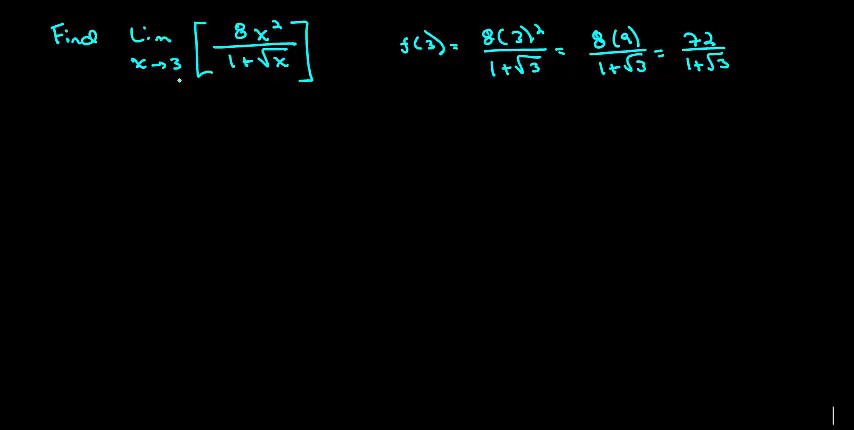 Find Lim x→3 [ 8x² / 1+√x ] f(3) = 8(3)² / 1+√3 = 8(9) / 1+√3 = 72 / 1+√3